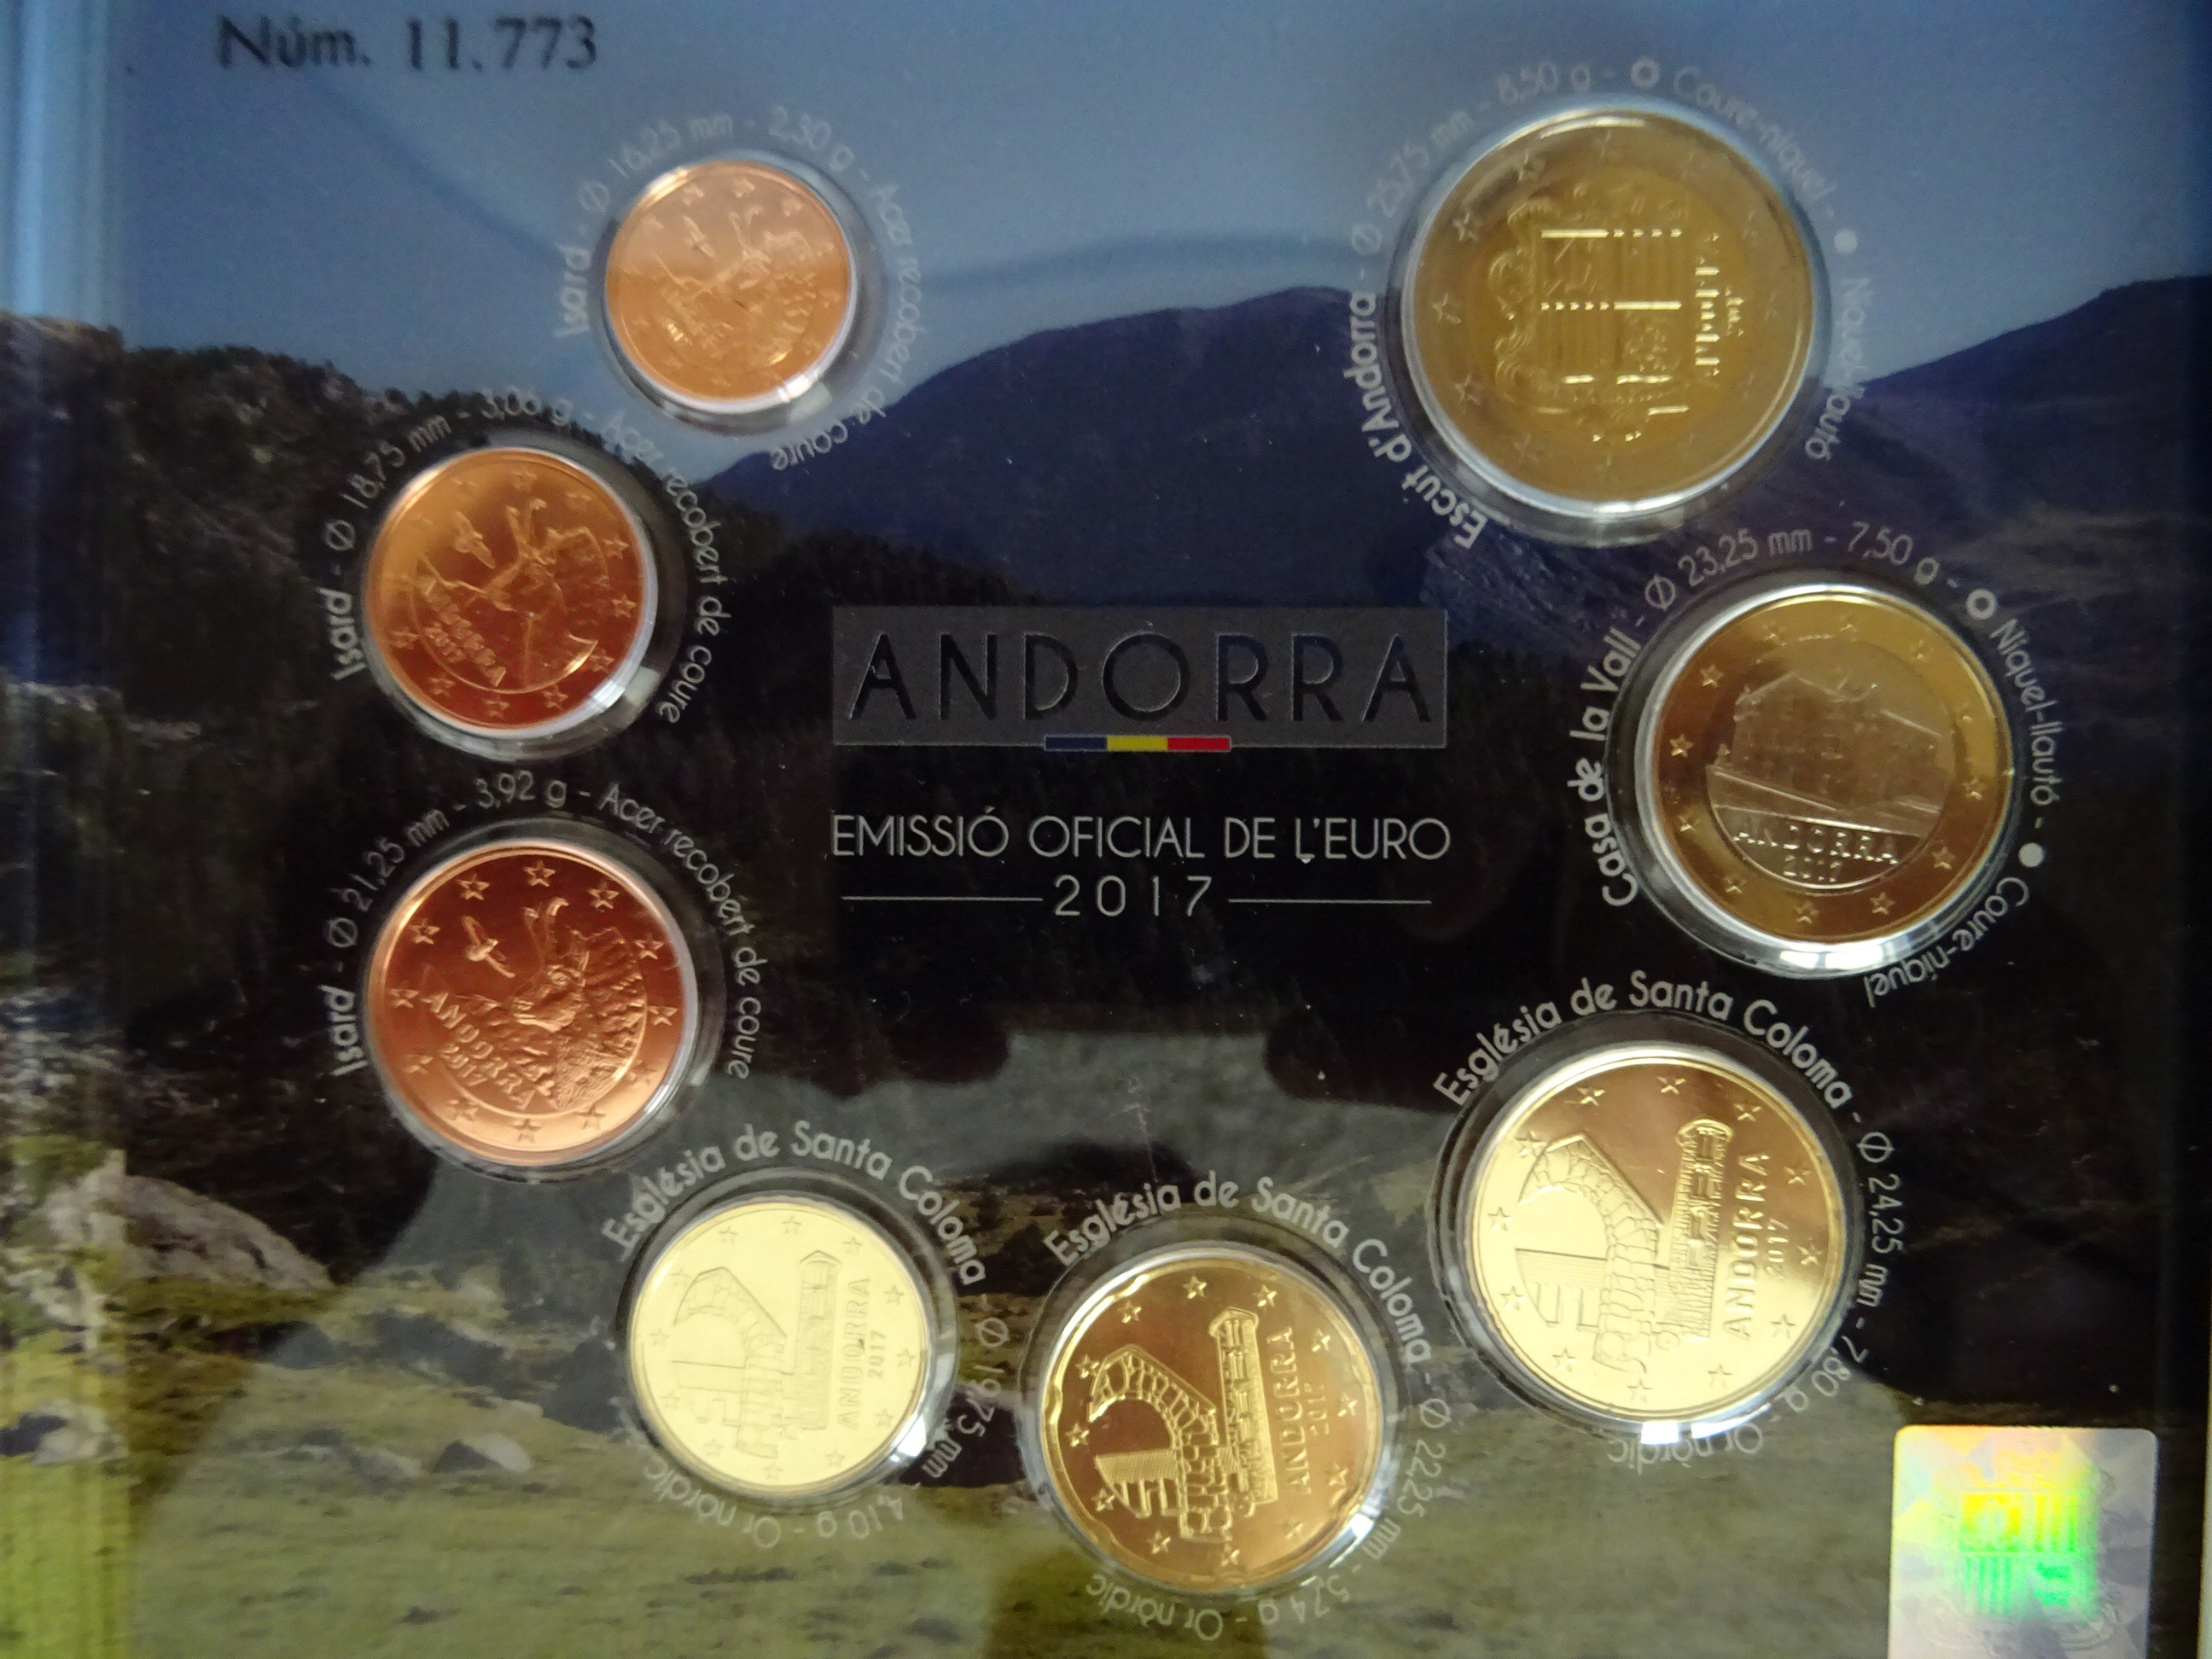 Núm. 11.773
Isard - Ø 16,25 mm - 2,30 g - Acer recobert de coure
Escut d'Andorra - Ø 25,75 mm - 8,50 g - Coure-níquel - Níquel-llautó
Isard - Ø 18,75 mm - 3,06 g - Acer recobert de coure
ANDORRA
2017
ANDORRA
EMISSIÓ OFICIAL DE L'EURO
2017
Casa de la Vall - Ø 23,25 mm - 7,50 g - Níquel-llautó - Coure-níquel
ANDORRA
2017
Isard - Ø 21,25 mm - 3,92 g - Acer recobert de coure
ANDORRA
2017
Església de Santa Coloma - Ø 24,25 mm - 7,80 g - Or nòrdic
ANDORRA
2017
Església de Santa Coloma - Ø 19,75 mm - 4,10 g - Or nòrdic
ANDORRA
2017
Església de Santa Coloma - Ø 22,25 mm - 5,74 g - Or nòrdic
ANDORRA
2017